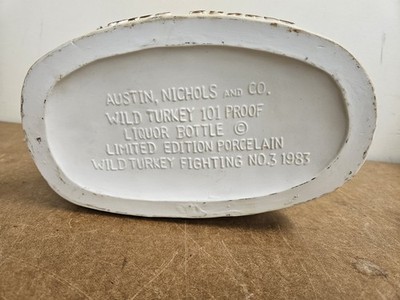 AUSTIN, NICHOLS AND CO.
WILD TURKEY 101 PROOF
LIQUOR BOTTLE ©
LIMITED EDITION PORCELAIN
WILD TURKEY FIGHTING NO.3 1983